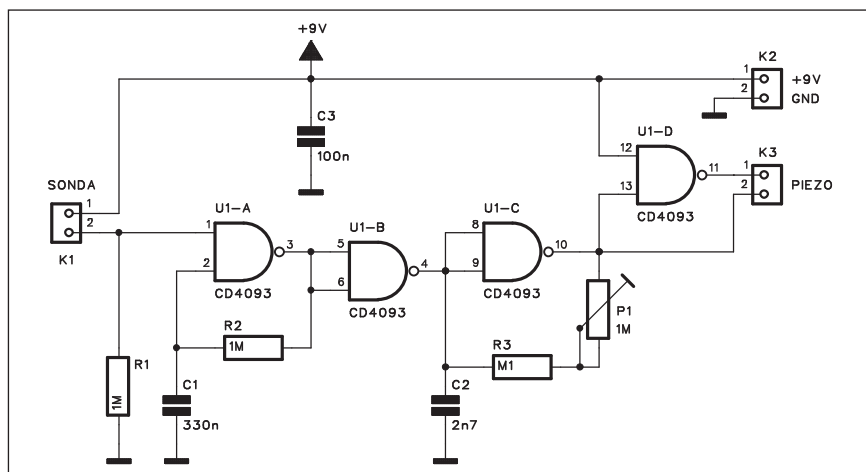 +9V
K2
1
+9V
2
GND
C3
100n
U1-D
12
11
13
CD4093
K3
1
2
PIEZO
SONDA
1
2
K1
U1-A
1
3
2
CD4093
U1-B
5
4
6
CD4093
U1-C
8
10
9
CD4093
P1
1M
R2
1M
R3
M1
R1
1M
C1
330n
C2
2n7